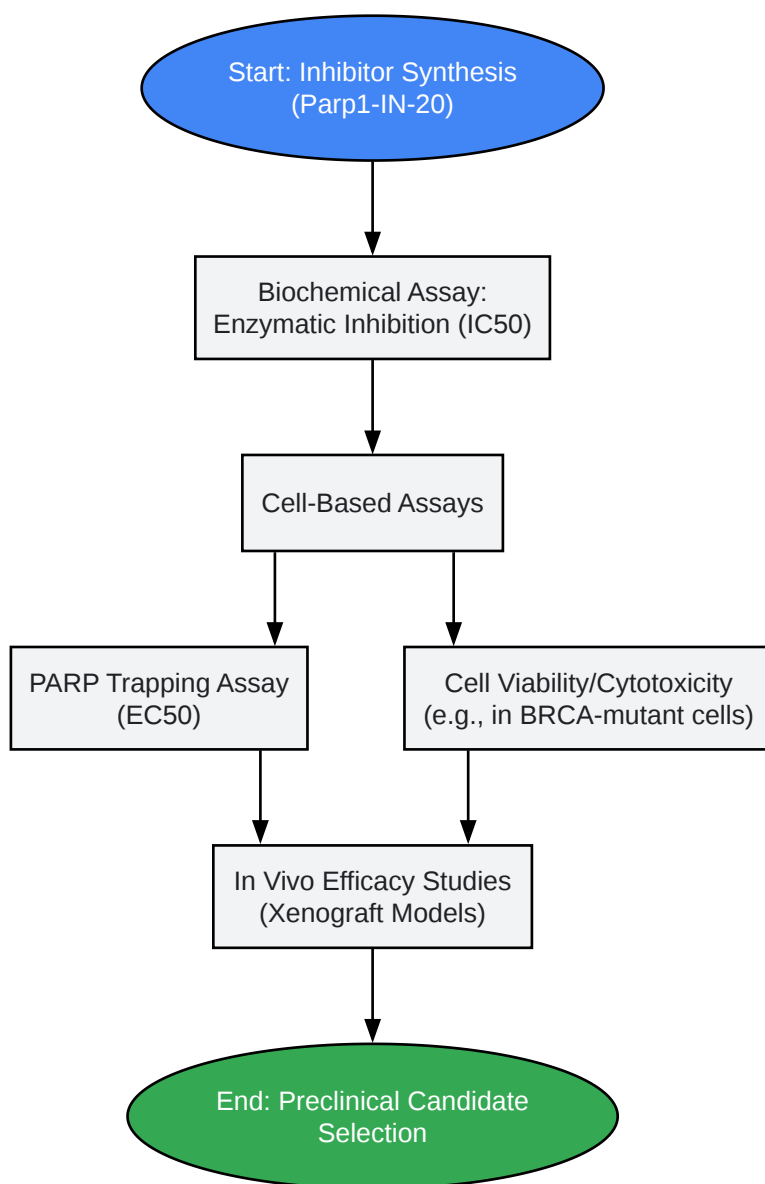 Start: Inhibitor Synthesis
(Parp1-IN-20)
Biochemical Assay:
Enzymatic Inhibition (IC50)
Cell-Based Assays
PARP Trapping Assay
(EC50)
Cell Viability/Cytotoxicity
(e.g., in BRCA-mutant cells)
In Vivo Efficacy Studies
(Xenograft Models)
End: Preclinical Candidate
Selection